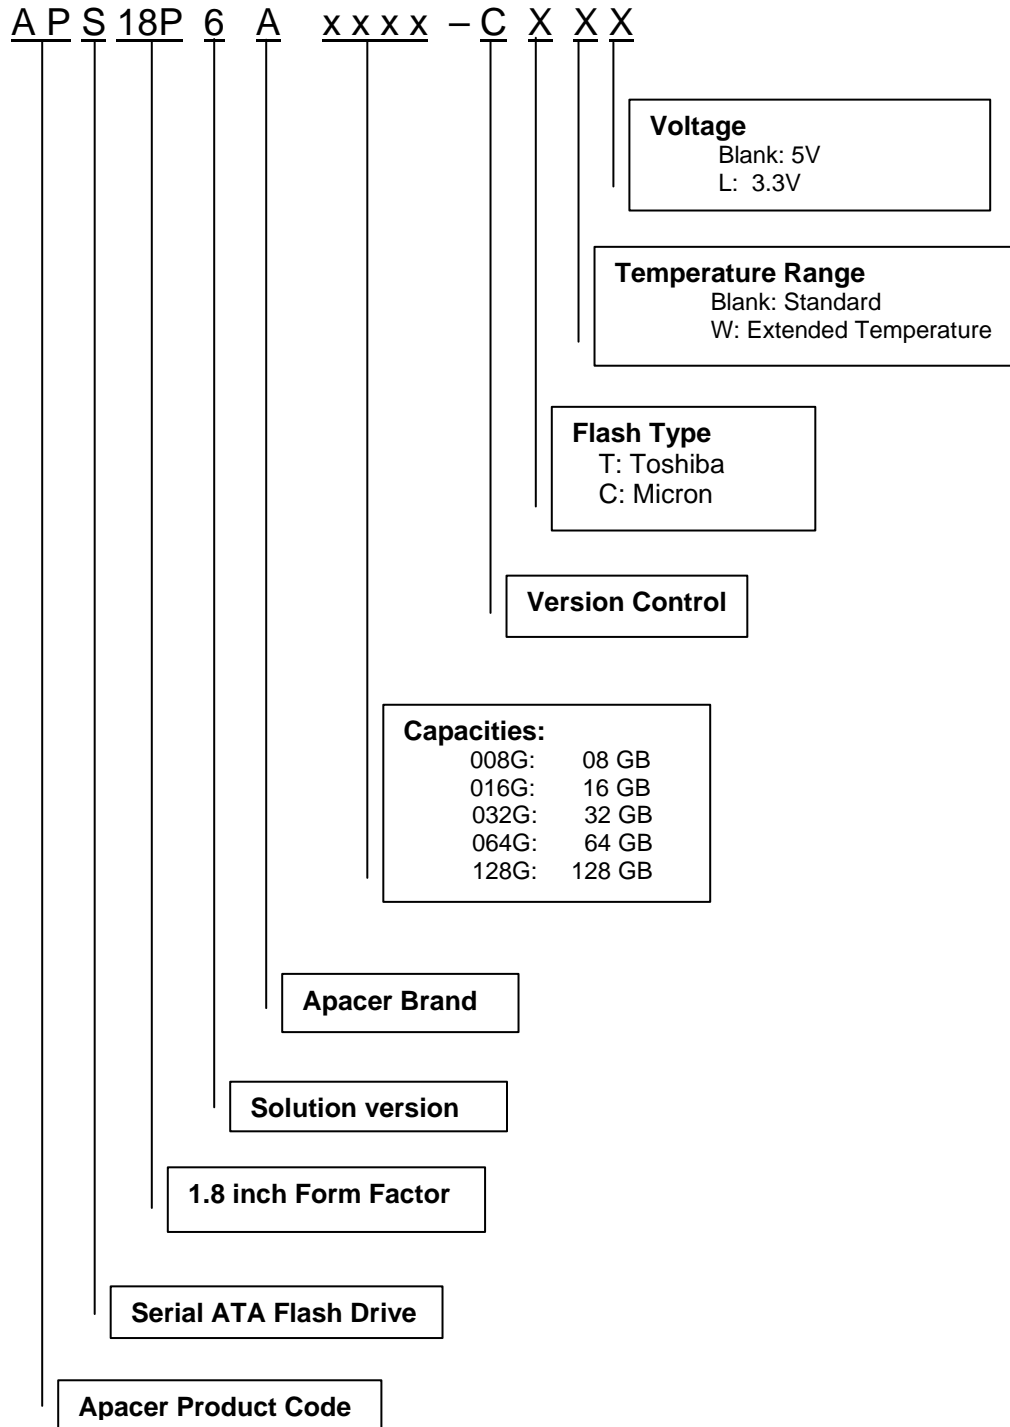 A P S 18P 6 A x x x x – C X X X
Voltage
Blank: 5V
L: 3.3V
Temperature Range
Blank: Standard
W: Extended Temperature
Flash Type
T: Toshiba
C: Micron
Version Control
Capacities:
008G: 08 GB
016G: 16 GB
032G: 32 GB
064G: 64 GB
128G: 128 GB
Apacer Brand
Solution version
1.8 inch Form Factor
Serial ATA Flash Drive
Apacer Product Code